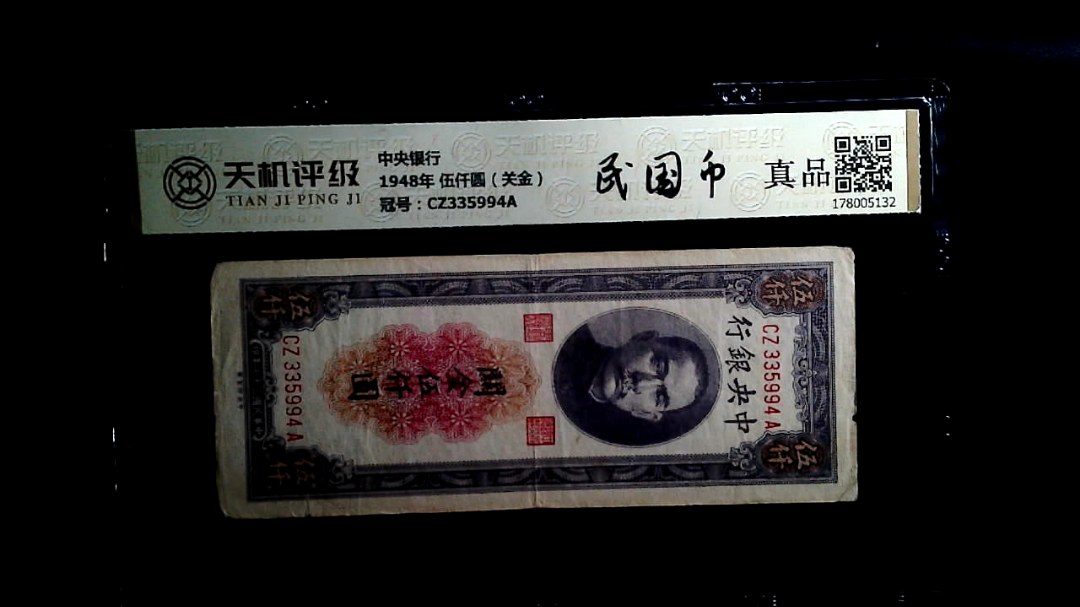 天机评级
TIAN JI PING JI
中央银行
1948年 伍仟圆（关金）
冠号：CZ335994A
民国币
真品
178005132
伍仟
伍仟
中央銀行
CZ 335994 A
關金伍仟圓
CZ 335994 A
伍仟
伍仟